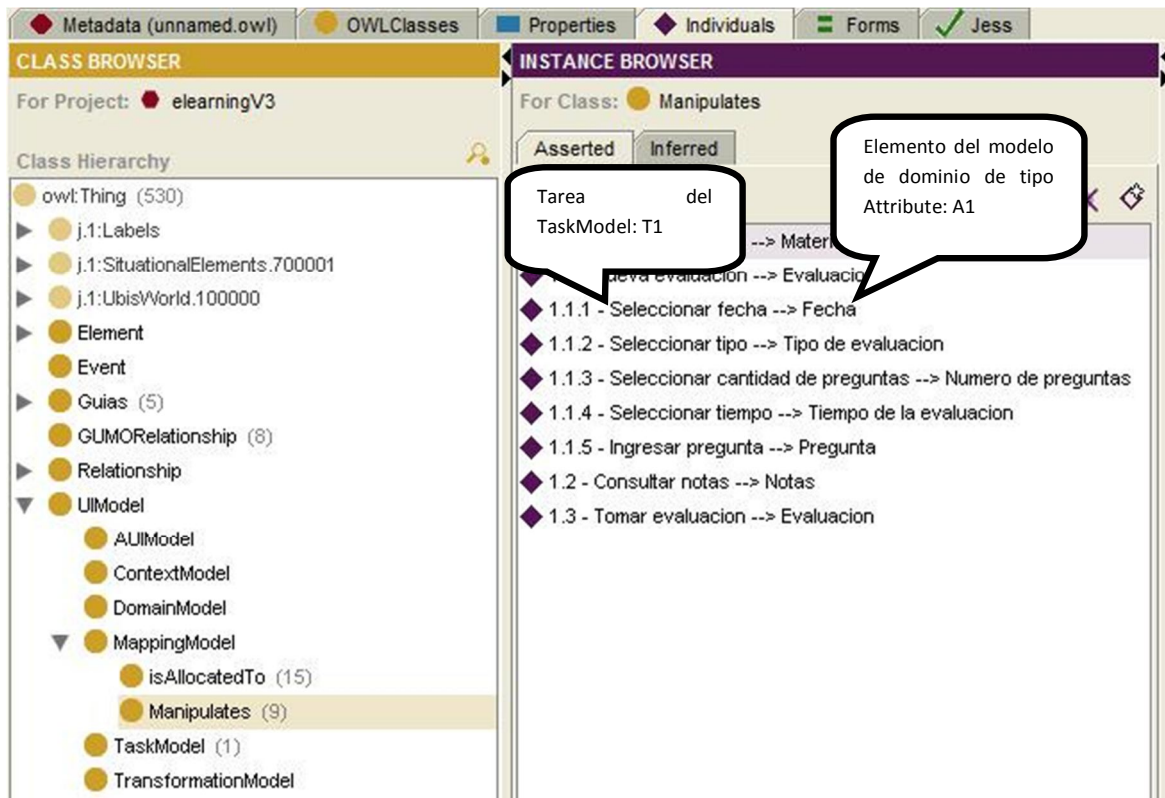 Metadata (unnamed.owl)
OWLClasses
Properties
Individuals
Forms
Jess
CLASS BROWSER
For Project: elearningV3
Class Hierarchy
owl:Thing (530)
j.1:Labels
j.1:SituationalElements.700001
j.1:UbisWorld.100000
Element
Event
Guias (5)
GUMORelationship (8)
Relationship
UIModel
AUIModel
ContextModel
DomainModel
MappingModel
isAllocatedTo (15)
Manipulates (9)
TaskModel (1)
TransformationModel
INSTANCE BROWSER
For Class: Manipulates
Asserted
Inferred
Tarea del
TaskModel: T1
Elemento del modelo
de dominio de tipo
Attribute: A1
--> Materi
evaluacion --> Evaluacio
1.1.1 - Seleccionar fecha --> Fecha
1.1.2 - Seleccionar tipo --> Tipo de evaluacion
1.1.3 - Seleccionar cantidad de preguntas --> Numero de preguntas
1.1.4 - Seleccionar tiempo --> Tiempo de la evaluacion
1.1.5 - Ingresar pregunta --> Pregunta
1.2 - Consultar notas --> Notas
1.3 - Tomar evaluacion --> Evaluacion